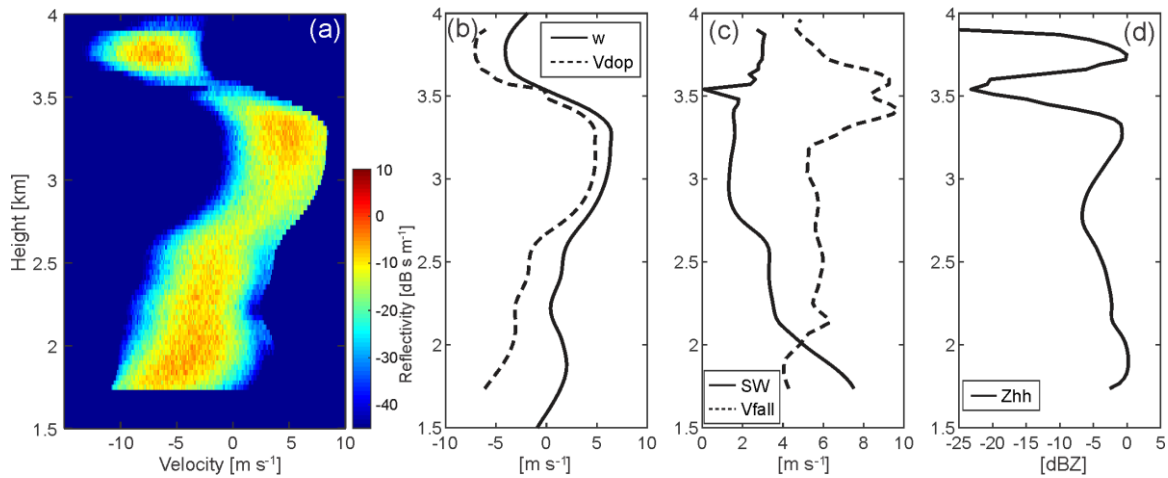 (a)
4
3.5
3
2.5
2
1.5
Height [km]
-10 -5 0 5 10
Velocity [m s⁻¹]
10
0
-10
-20
-30
-40
Reflectivity [dB s m⁻¹]
(b)
w
Vdop
4
3.5
3
2.5
2
1.5
-10 -5 0 5 10
[m s⁻¹]
(c)
4
3.5
3
2.5
2
1.5
SW
Vfall
0 2 4 6 8 10
[m s⁻¹]
(d)
4
3.5
3
2.5
2
1.5
Zhh
-25 -20 -15 -10 -5 0 5
[dBZ]